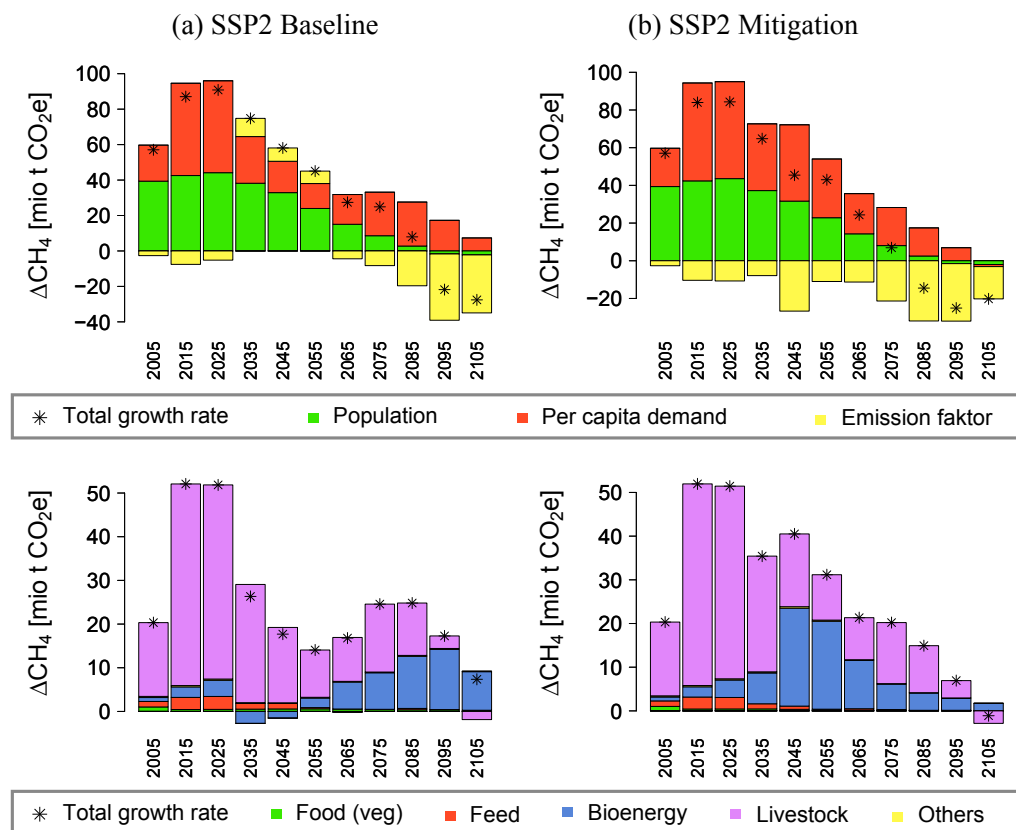 (a) SSP2 Baseline
(b) SSP2 Mitigation
ΔCH₄ [mio t CO₂e]
100
80
60
40
20
0
−20
−40
2005 2015 2025 2035 2045 2055 2065 2075 2085 2095 2105
ΔCH₄ [mio t CO₂e]
100
80
60
40
20
0
−20
2005 2015 2025 2035 2045 2055 2065 2075 2085 2095 2105
Total growth rate Population Per capita demand Emission faktor
ΔCH₄ [mio t CO₂e]
50
40
30
20
10
0
2005 2015 2025 2035 2045 2055 2065 2075 2085 2095 2105
ΔCH₄ [mio t CO₂e]
50
40
30
20
10
0
2005 2015 2025 2035 2045 2055 2065 2075 2085 2095 2105
Total growth rate Food (veg) Feed Bioenergy Livestock Others